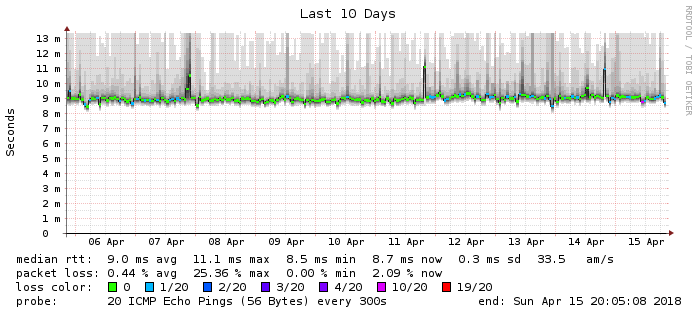 Last 10 Days
RRDTOOL / TOBI OETIKER
Seconds
13 m
12 m
11 m
10 m
9 m
8 m
7 m
6 m
5 m
4 m
3 m
2 m
1 m
0
06 Apr 07 Apr 08 Apr 09 Apr 10 Apr 11 Apr 12 Apr 13 Apr 14 Apr 15 Apr
median rtt: 9.0 ms avg 11.1 ms max 8.5 ms min 8.7 ms now 0.3 ms sd 33.5 am/s
packet loss: 0.44 % avg 25.36 % max 0.00 % min 2.09 % now
loss color: 0 1/20 2/20 3/20 4/20 10/20 19/20
probe: 20 ICMP Echo Pings (56 Bytes) every 300s end: Sun Apr 15 20:05:08 2018